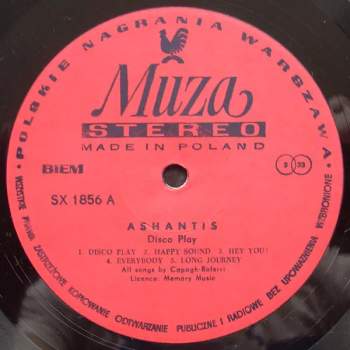 • POLSKIE NAGRANIA WARSZAWA •
Muza
STEREO
MADE IN POLAND
BIEM
SX 1856 A
S 33
ASHANTIS
Disco Play
1. DISCO PLAY 2. HAPPY SOUND 3. HEY YOU!
4. EVERYBODY 5. LONG JOURNEY
All songs by Capogh-Roferri
Licence: Memory Music
WSZELKIE PRAWA ZASTRZEŻONE KOPIOWANIE ODTWARZANIE PUBLICZNE I RADIOWE BEZ UPOWAŻNIENIA WZBRONIONE